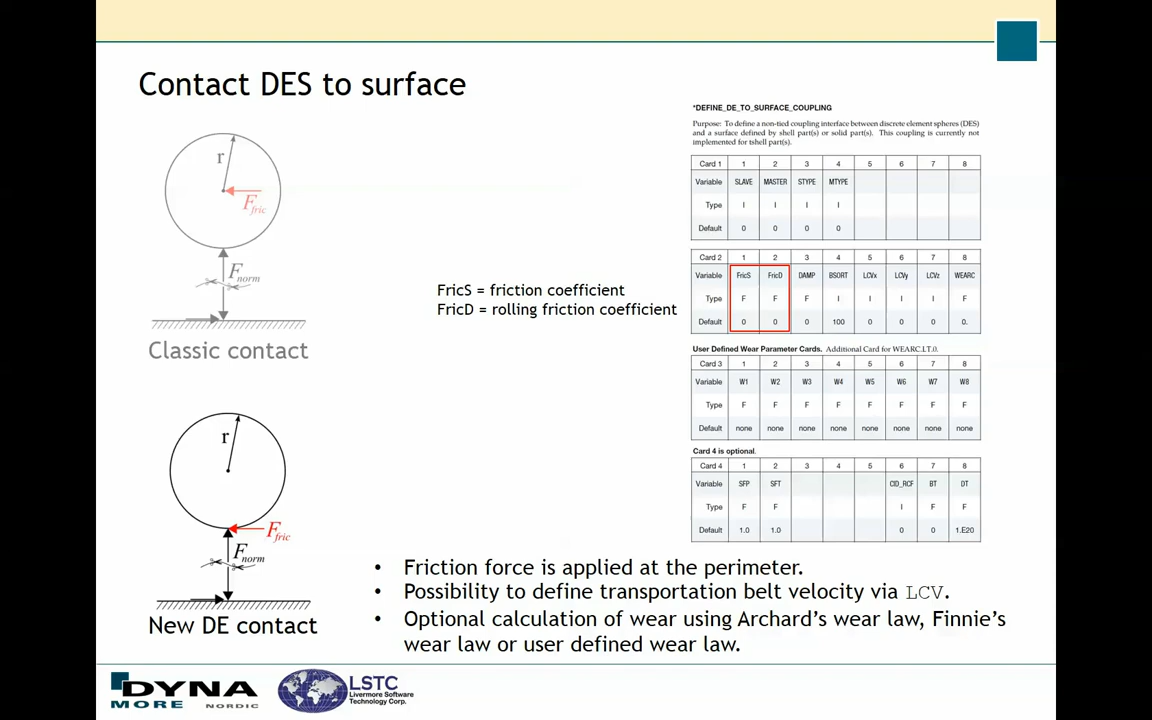 Contact DES to surface
r
F fric
F norm
Classic contact
r
F fric
F norm
New DE contact
FricS = friction coefficient
FricD = rolling friction coefficient
*DEFINE_DE_TO_SURFACE_COUPLING
Purpose: To define a non-tied coupling interface between discrete element spheres (DES)
and a surface defined by shell part(s) or solid part(s). This coupling is currently not
implemented for tshell part(s).
Card 1 1 2 3 4 5 6 7 8
Variable SLAVE MASTER STYPE MTYPE
Type I I I I
Default 0 0 0 0
Card 2 1 2 3 4 5 6 7 8
Variable FricS FricD DAMP BSORT LCVx LCVy LCVz WEARC
Type F F F I I I I F
Default 0 0 0 100 0 0 0 0.
User Defined Wear Parameter Cards. Additional Card for WEARC.LT.0.
Card 3 1 2 3 4 5 6 7 8
Variable W1 W2 W3 W4 W5 W6 W7 W8
Type F F F F F F F F
Default none none none none none none none none
Card 4 is optional.
Card 4 1 2 3 4 5 6 7 8
Variable SFP SFT CID_RCF BT DT
Type F F I F F
Default 1.0 1.0 0 0 1.E20
• Friction force is applied at the perimeter.
• Possibility to define transportation belt velocity via LCV.
• Optional calculation of wear using Archard's wear law, Finnie's
wear law or user defined wear law.
DYNA
MORE NORDIC
LSTC
Livermore Software
Technology Corp.